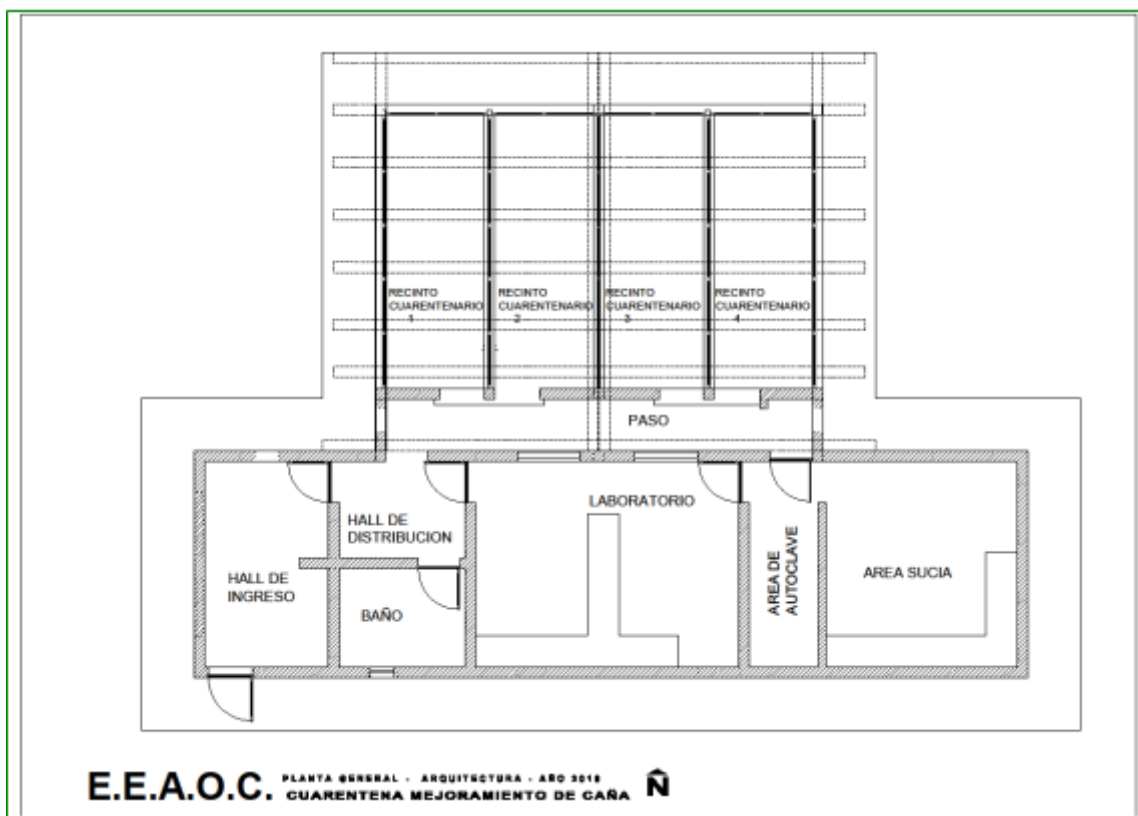 RECINTO
CUARENTENARIO
1
RECINTO
CUARENTENARIO
2
RECINTO
CUARENTENARIO
3
RECINTO
CUARENTENARIO
4
PASO
LABORATORIO
HALL DE
DISTRIBUCION
HALL DE
INGRESO
BAÑO
AREA DE
AUTOCLAVE
AREA SUCIA
E.E.A.O.C.
PLANTA GENERAL - ARQUITECTURA - AÑO
CUARENTENA MEJORAMIENTO DE CAÑA
N